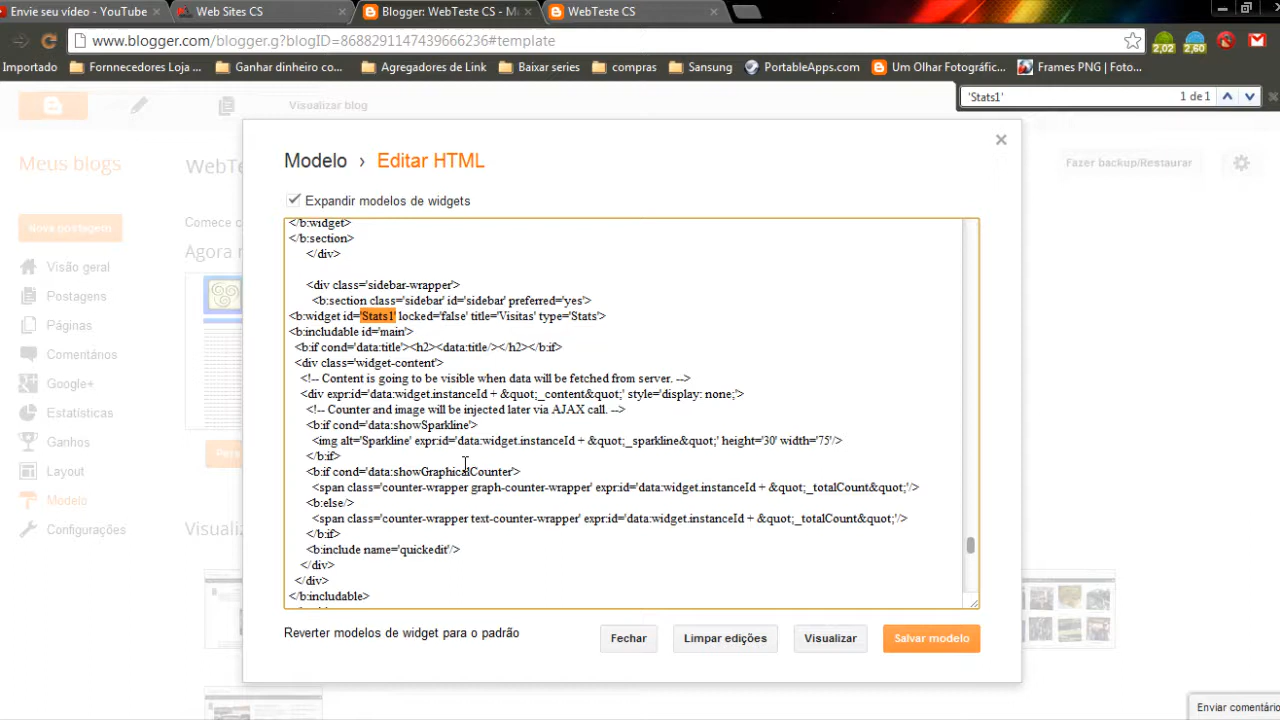 Envie seu vídeo - YouTube
Web Sites CS
Blogger: WebTeste CS - M
WebTeste CS
www.blogger.com/blogger.g?blogID=8688291147439666236#template
2,02
2,60
Importado
Fornnecedores Loja ...
Ganhar dinheiro co...
Agregadores de Link
Baixar series
compras
Sansung
PortableApps.com
Um Olhar Fotográfic...
Frames PNG | Foto...
'Stats1'
1 de 1
Visualizar blog
Meus blogs
WebTe
Fazer backup/Restaurar
Nova postagem
Comece c
Agora
Visão geral
Postagens
Páginas
Comentários
Google+
Estatísticas
Ganhos
Layout
Modelo
Configurações
Visualiz
Modelo › Editar HTML
Expandir modelos de widgets
</b:widget>
</b:section>
</div>
<div class='sidebar-wrapper'>
<b:section class='sidebar' id='sidebar' preferred='yes'>
<b:widget id='Stats1' locked='false' title='Visitas' type='Stats'>
<b:includable id='main'>
<b:if cond='data:title'><h2><data:title/></h2></b:if>
<div class='widget-content'>
<!-- Content is going to be visible when data will be fetched from server. -->
<div expr:id='data:widget.instanceId + &quot;_content&quot;' style='display: none;'>
<!-- Counter and image will be injected later via AJAX call. -->
<b:if cond='data:showSparkline'>
<img alt='Sparkline' expr:id='data:widget.instanceId + &quot;_sparkline&quot;' height='30' width='75'/>
</b:if>
<b:if cond='data:showGraphicalCounter'>
<span class='counter-wrapper graph-counter-wrapper' expr:id='data:widget.instanceId + &quot;_totalCount&quot;'/>
<b:else/>
<span class='counter-wrapper text-counter-wrapper' expr:id='data:widget.instanceId + &quot;_totalCount&quot;'/>
</b:if>
<b:include name='quickedit'/>
</div>
</div>
</b:includable>
Reverter modelos de widget para o padrão
Fechar
Limpar edições
Visualizar
Salvar modelo
Enviar comentário